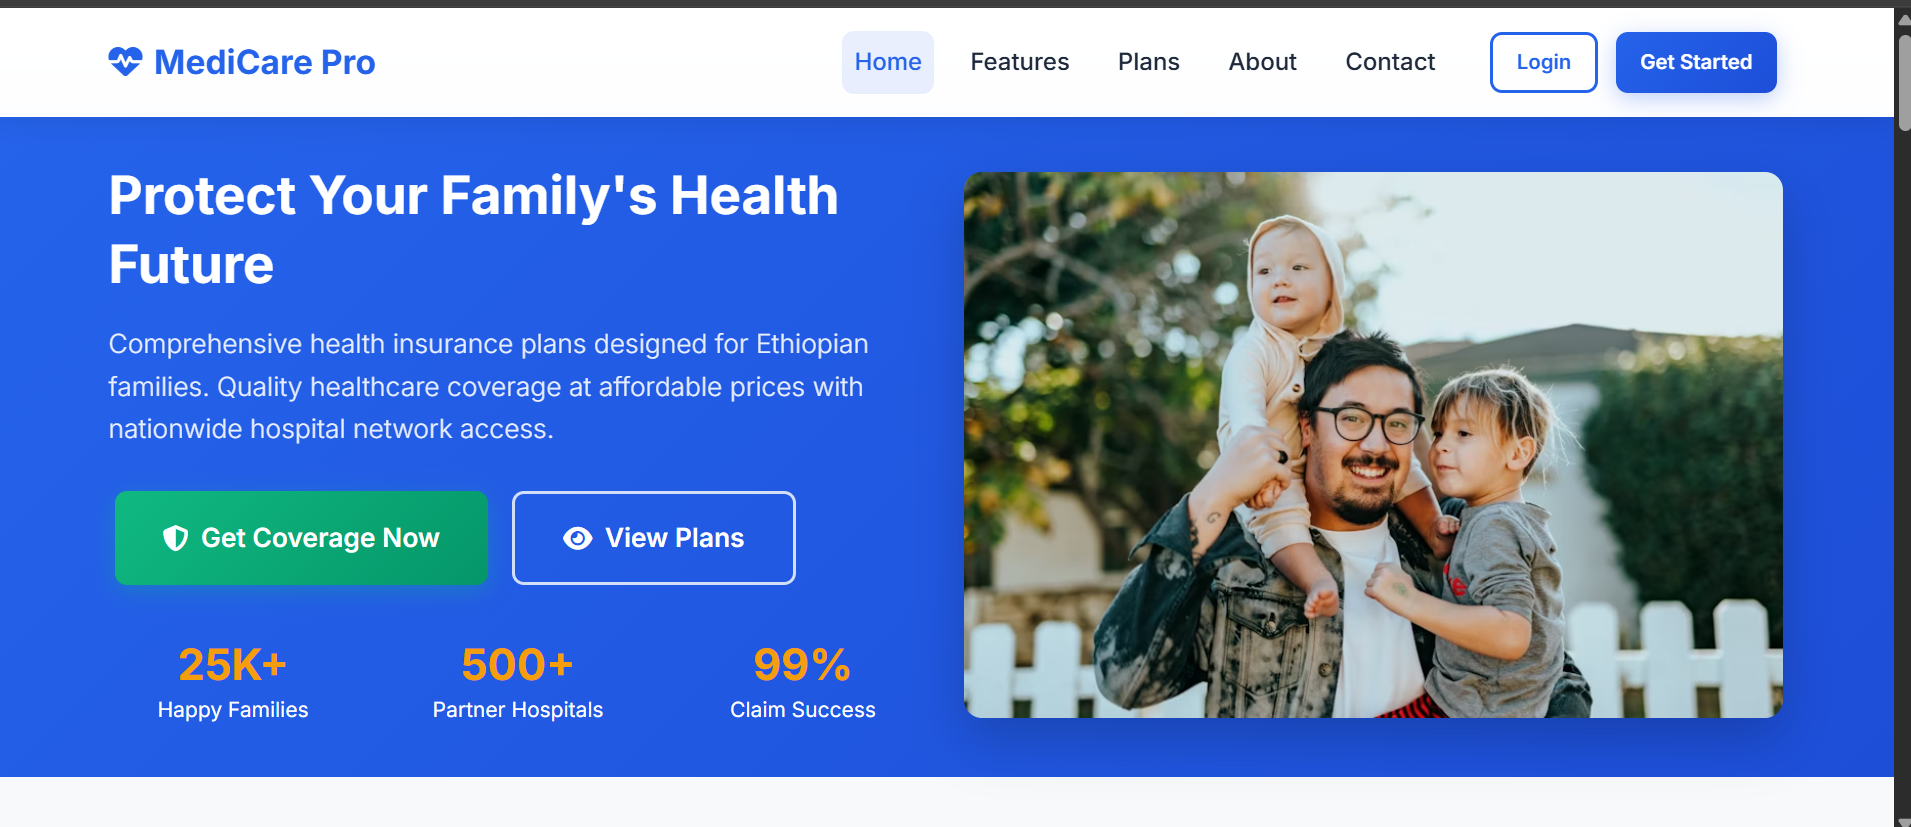 MediCare Pro
Home
Features
Plans
About
Contact
Login
Get Started
Protect Your Family's Health
Future
Comprehensive health insurance plans designed for Ethiopian
families. Quality healthcare coverage at affordable prices with
nationwide hospital network access.
Get Coverage Now
View Plans
25K+
Happy Families
500+
Partner Hospitals
99%
Claim Success